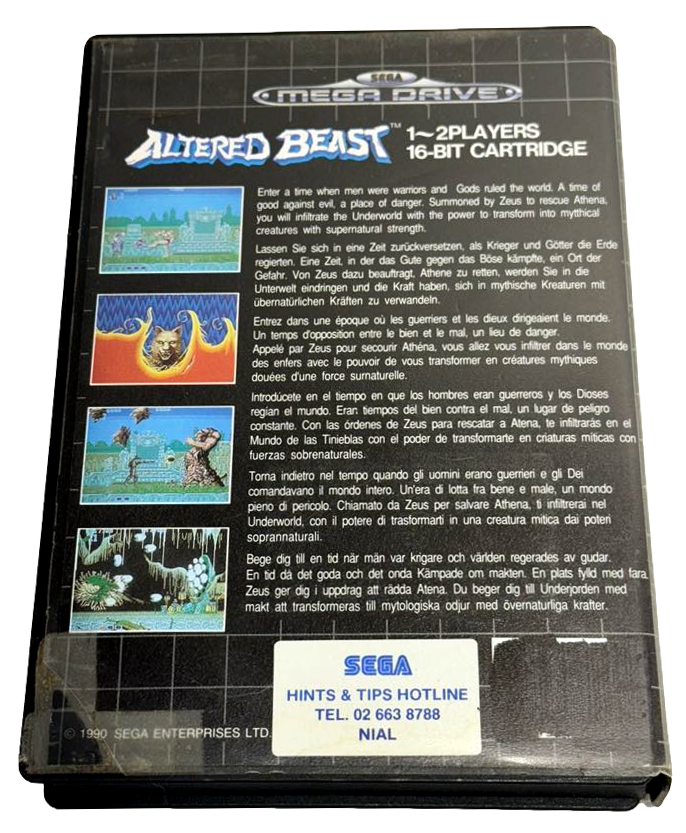 SEGA
MEGA DRIVE
ALTERED BEAST™
1~2PLAYERS
16-BIT CARTRIDGE
Enter a time when men were warriors and Gods ruled the world. A time of
good against evil, a place of danger. Summoned by Zeus to rescue Athena,
you will infiltrate the Underworld with the power to transform into mythical
creatures with supernatural strength.
Lassen Sie sich in eine Zeit zurückversetzen, als Krieger und Götter die Erde
regierten. Eine Zeit, in der das Gute gegen das Böse kämpfte, ein Ort der
Gefahr. Von Zeus dazu beauftragt, Athene zu retten, werden Sie in die
Unterwelt eindringen und die Kraft haben, sich in mythische Kreaturen mit
übernatürlichen Kräften zu verwandeln.
Entrez dans une époque où les guerriers et les dieux dirigeaient le monde.
Un temps d'opposition entre le bien et le mal, un lieu de danger.
Appelé par Zeus pour secourir Athéna, vous allez vous infiltrer dans le monde
des enfers avec le pouvoir de vous transformer en créatures mythiques
douées d'une force surnaturelle.
Introdúcete en el tiempo en que los hombres eran guerreros y los Dioses
regían el mundo. Eran tiempos del bien contra el mal, un lugar de peligro
constante. Con las órdenes de Zeus para rescatar a Atena, te infiltrarás en el
Mundo de las Tinieblas con el poder de transformarte en criaturas míticas con
fuerzas sobrenaturales.
Torna indietro nel tempo quando gli uomini erano guerrieri e gli Dei
comandavano il mondo intero. Un'era di lotta fra bene e male, un mondo
pieno di pericolo. Chiamato da Zeus per salvare Athena, ti infiltrerai nel
Underworld, con il potere di trasformarti in una creatura mitica dai poteri
soprannaturali.
Bege dig till en tid när män var krigare och världen regerades av gudar.
En tid då det goda och det onda Kämpade om makten. En plats fylld med fara.
Zeus ger dig i uppdrag att rädda Atena. Du beger dig till Underjorden med
makt att transformeras till mytologiska odjur med övernaturliga krafter.
SEGA
HINTS & TIPS HOTLINE
TEL. 02 663 8788
NIAL
© 1990 SEGA ENTERPRISES LTD.